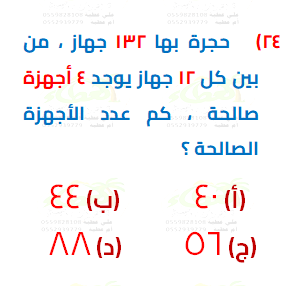 ٢٤) حجرة بها ١٣٢ جهاز ، من
بين كل ١٢ جهاز يوجد ٤ أجهزة
صالحة ، كم عدد الأجهزة
الصالحة ؟
(أ) ٤٠ (ب) ٤٤
(ج) ٥٦ (د) ٨٨